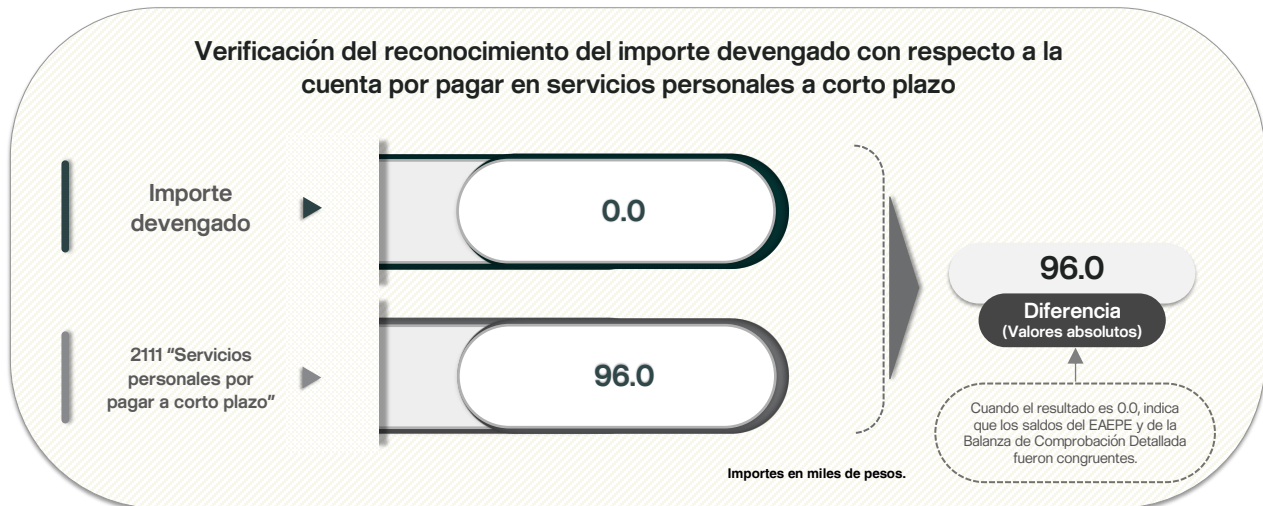 Verificación del reconocimiento del importe devengado con respecto a la
cuenta por pagar en servicios personales a corto plazo
Importe
devengado
0.0
2111 “Servicios
personales por
pagar a corto plazo”
96.0
96.0
Diferencia
(Valores absolutos)
Cuando el resultado es 0.0, indica
que los saldos del EAEPE y de la
Balanza de Comprobación Detallada
fueron congruentes.
Importes en miles de pesos.